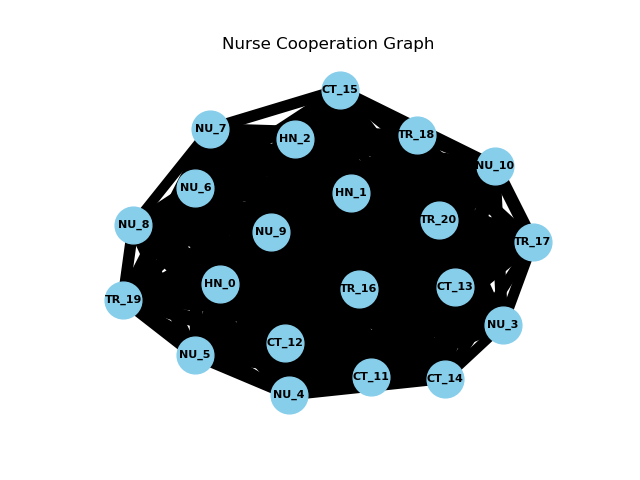 Nurse Cooperation Graph
CT_15
NU_7
TR_18
HN_2
NU_10
NU_6
HN_1
TR_20
NU_8
NU_9
TR_17
HN_0
CT_13
TR_16
TR_19
NU_3
CT_12
NU_5
CT_11
CT_14
NU_4